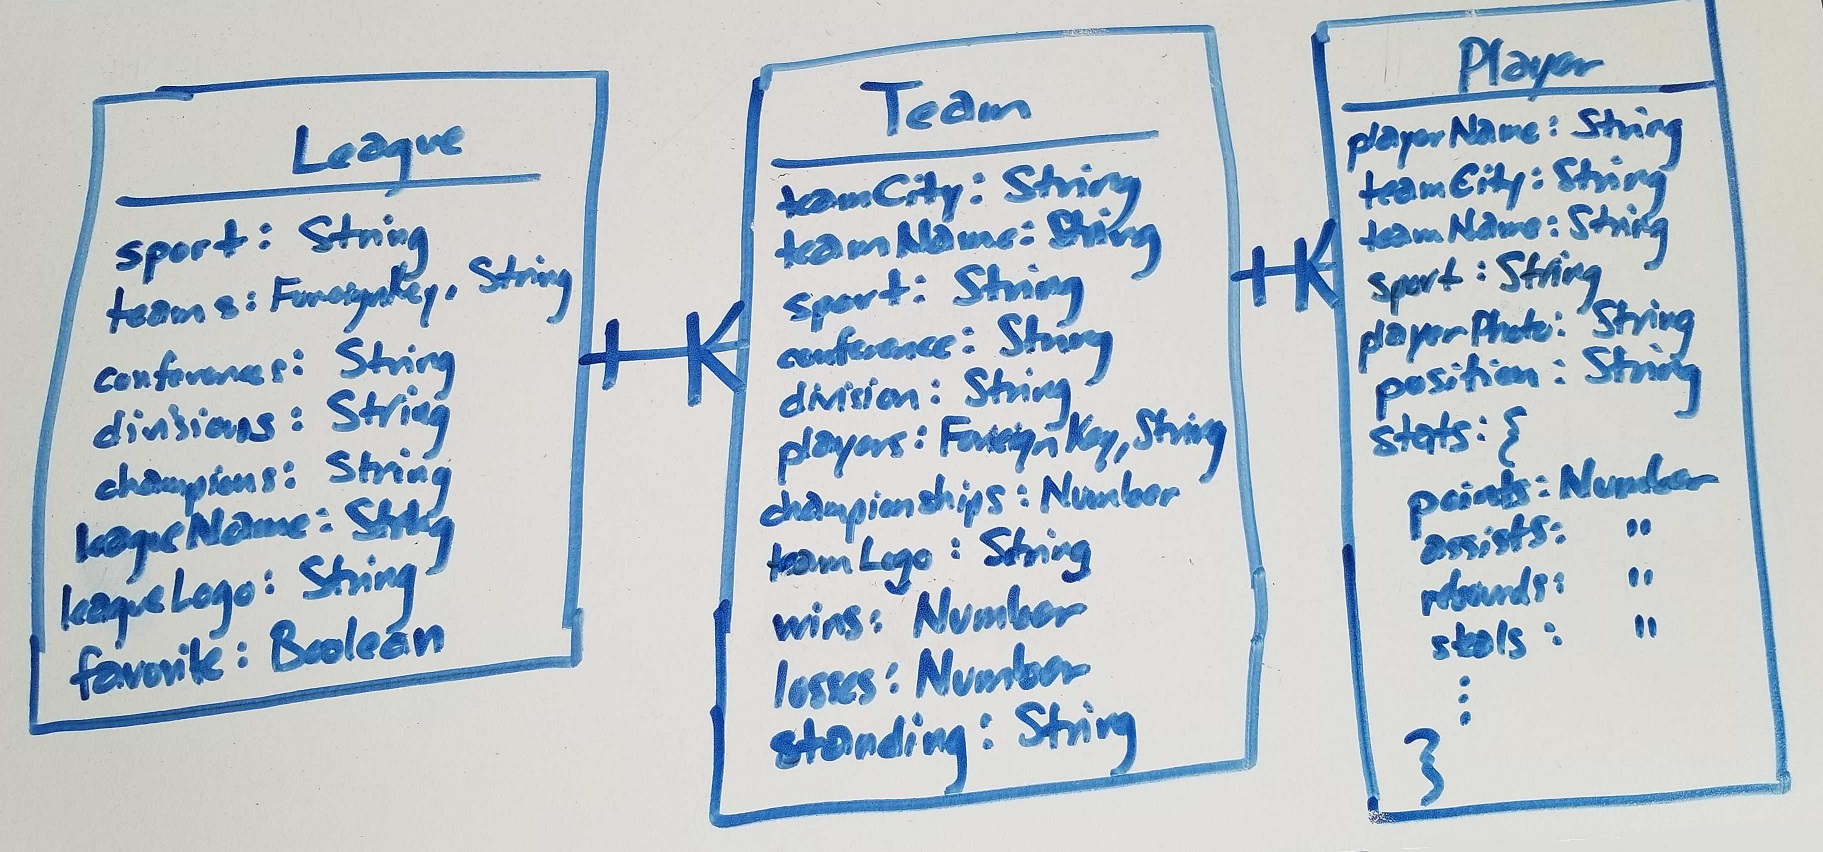 League
sport: String
teams: ForeignKey, String
conferences: String
divisions: String
champions: String
leagueName: String
leagueLogo: String
favorite: Boolean
Team
teamCity: String
teamName: String
sport: String
conference: String
division: String
players: ForeignKey, String
championships: Number
teamLogo: String
wins: Number
losses: Number
standing: String
Player
playerName: String
teamCity: String
teamName: String
sport: String
playerPhoto: String
position: String
stats: {
points: Number
assists: "
rebounds: "
steals: "
⋮
}